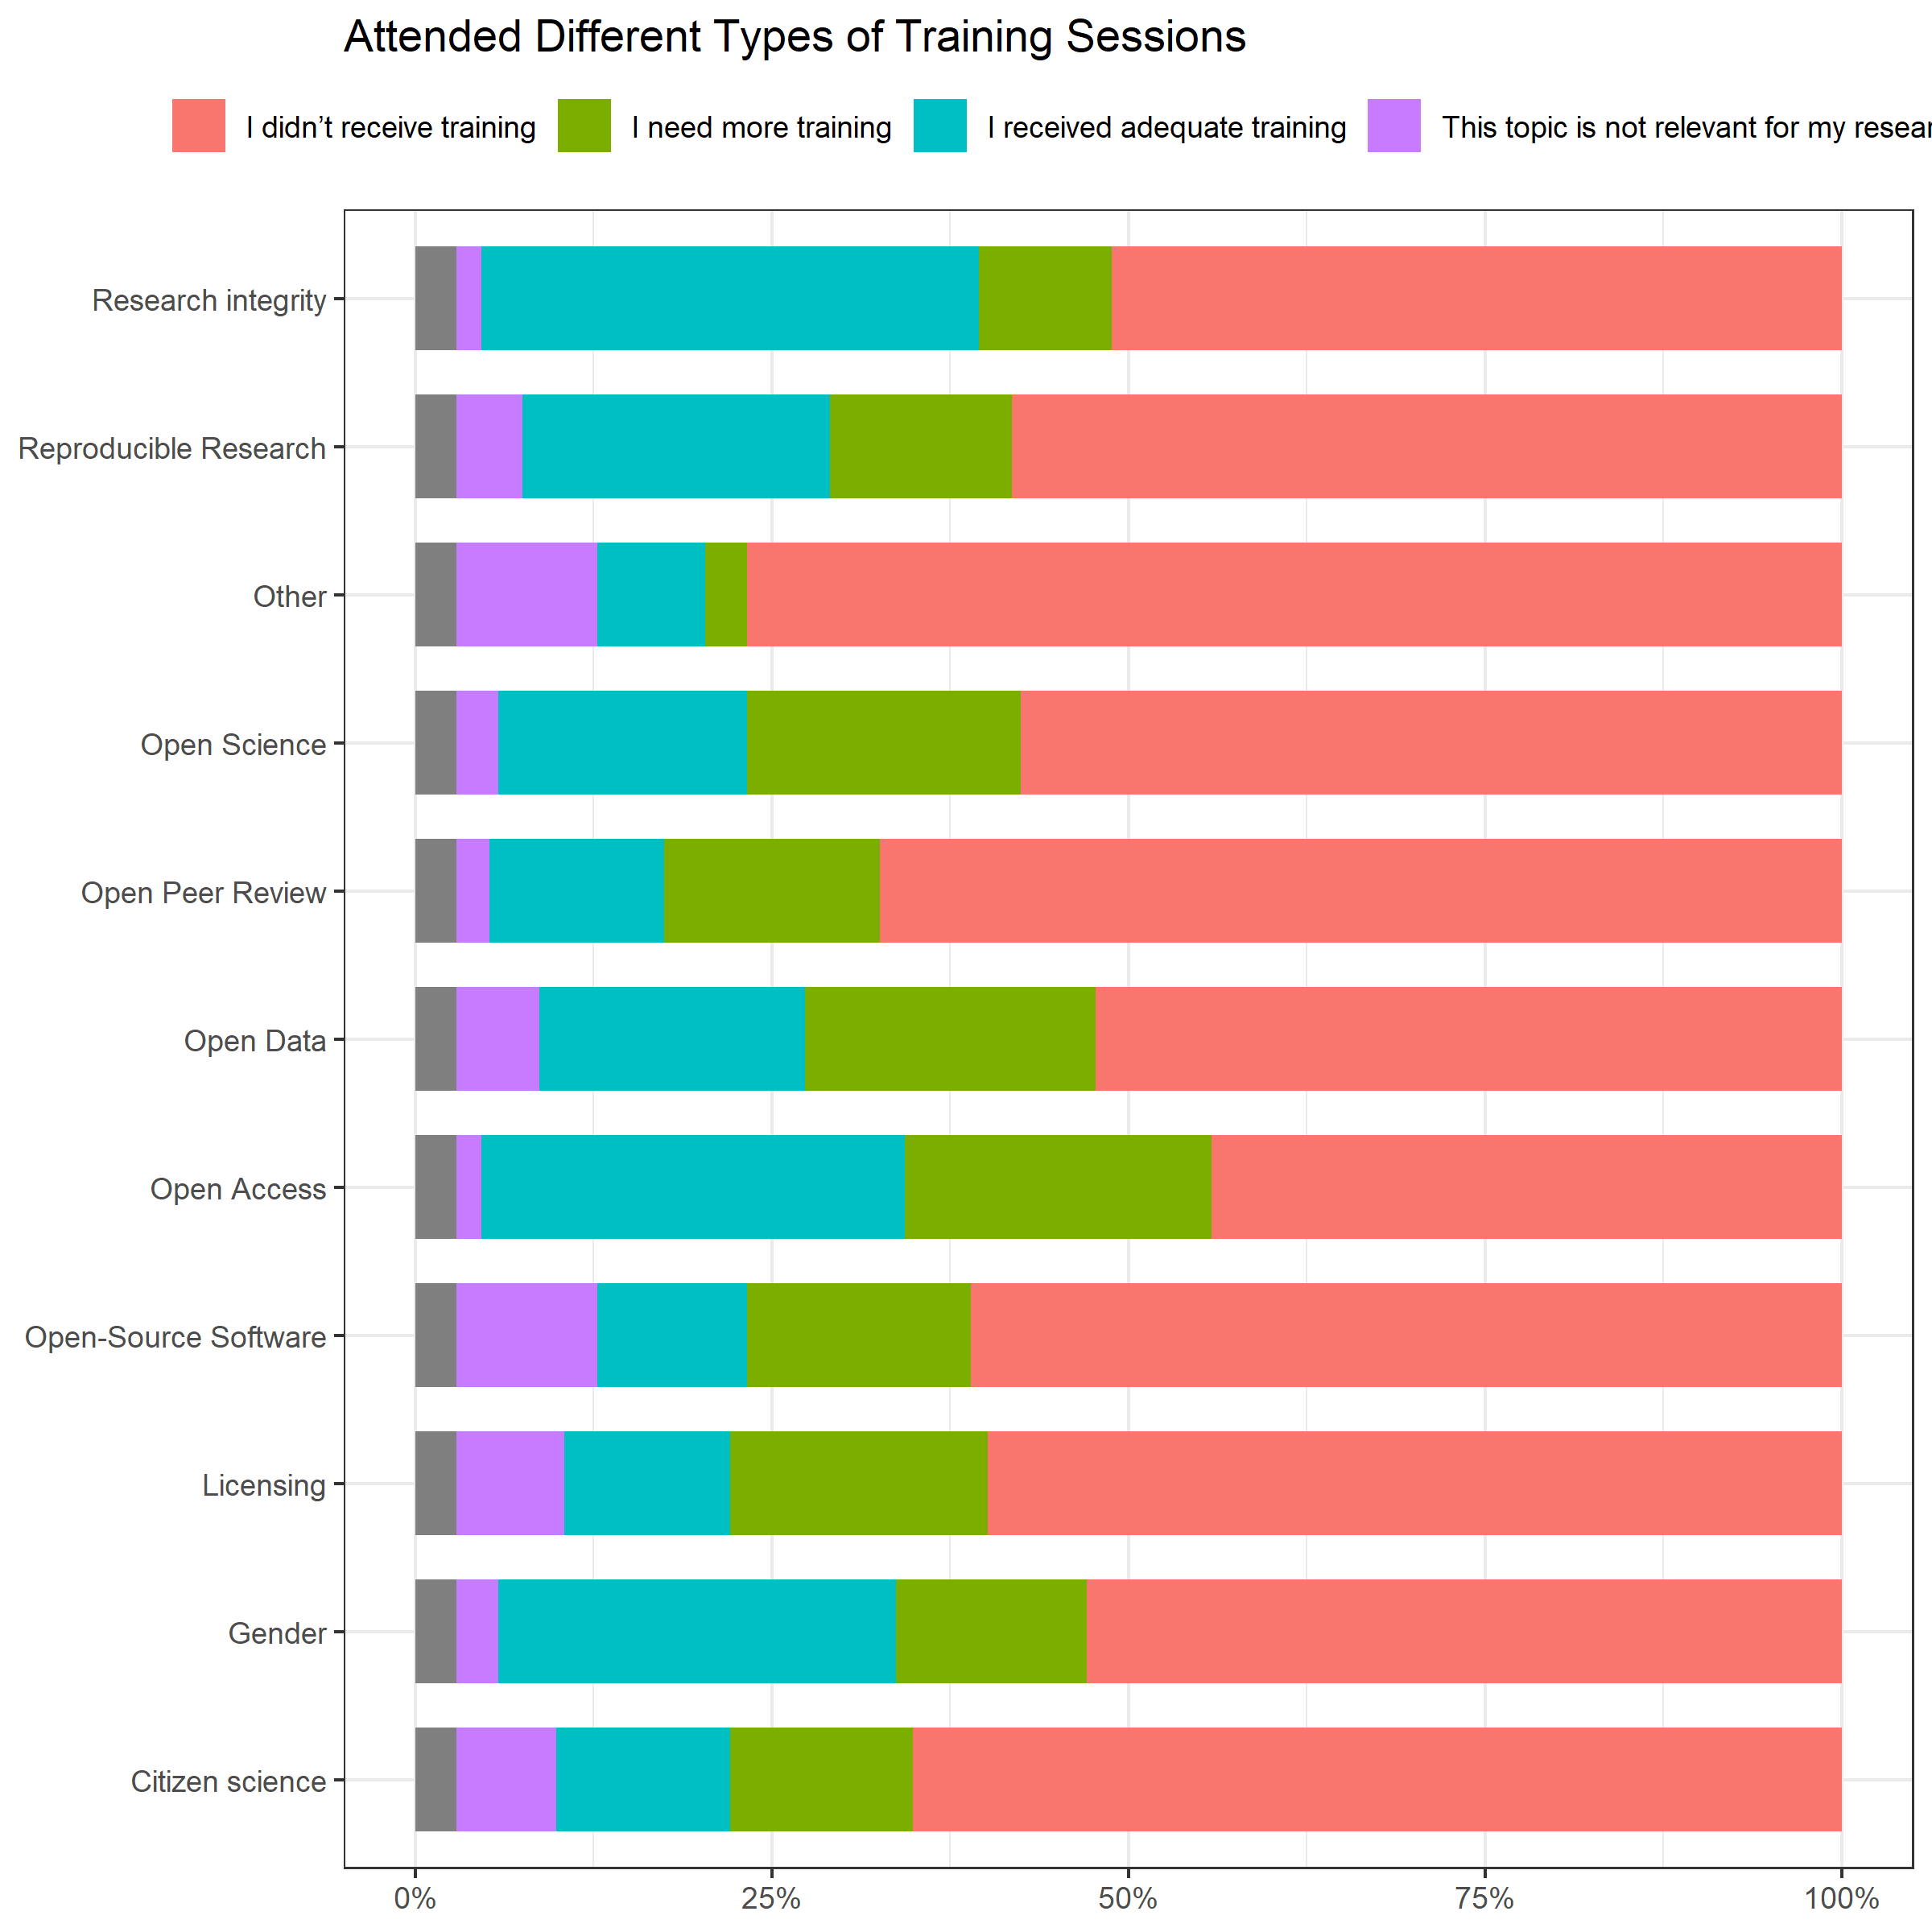 Attended Different Types of Training Sessions
I didn’t receive training I need more training I received adequate training This topic is not relevant for my
Research integrity
Reproducible Research
Other
Open Science
Open Peer Review
Open Data
Open Access
Open-Source Software
Licensing
Gender
Citizen science
0% 25% 50% 75% 100%